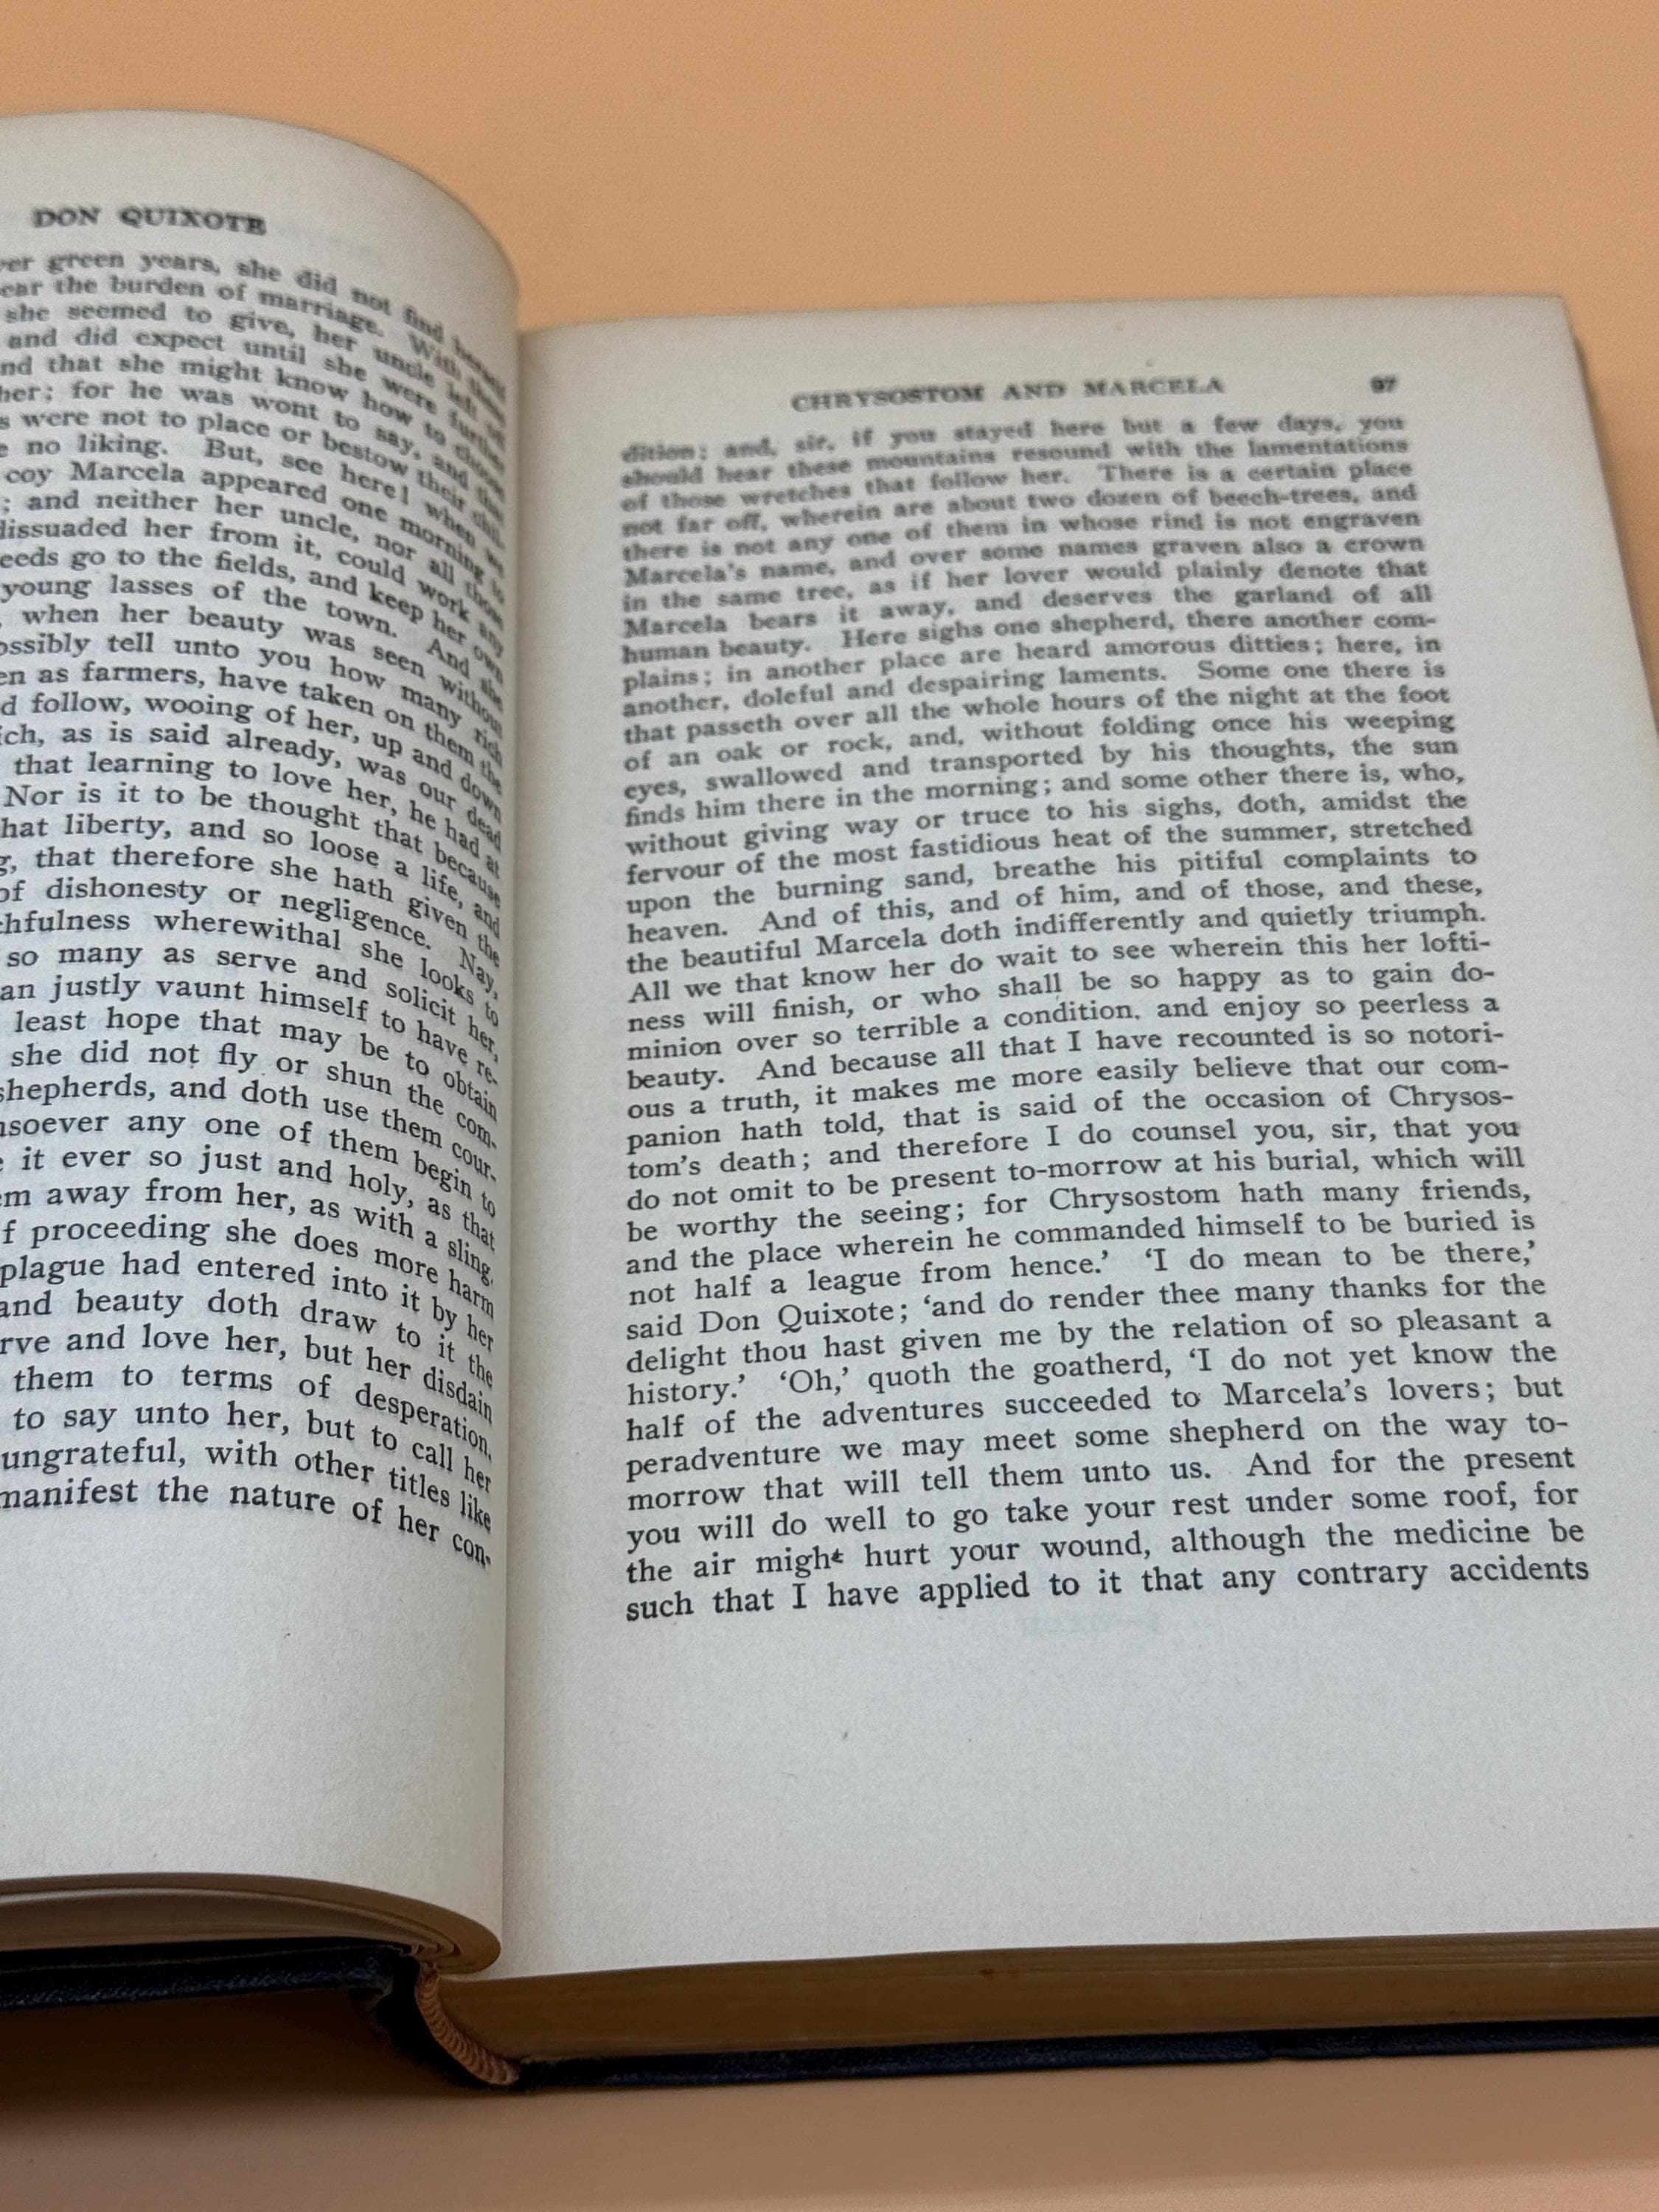 DON QUIXOTE
green years, she did not find herself
the burden of marriage. With these
she seemed to give, her uncle left
and did expect until she were further
that she might know how to choose
her; for he was wont to say, and that
were not to place or bestow their chil-
no liking. But, see here! when we
coy Marcela appeared one morning to
; and neither her uncle, nor all those
dissuaded her from it, could work any
go to the fields, and keep her own
young lasses of the town. And she
when her beauty was seen without
tell unto you how many rich
as farmers, have taken on them the
follow, wooing of her, up and down
as is said already, was our dead
that learning to love her, he had at
Nor is it to be thought that because
liberty, and so loose a life, and
that therefore she hath given the
of dishonesty or negligence. Nay,
wherewithal she looks to
so many as serve and solicit her,
justly vaunt himself to have re-
least hope that may be to obtain
she did not fly or shun the com-
shepherds, and doth use them cour-
any one of them begin to
it ever so just and holy, as that
away from her, as with a sling.
proceeding she does more harm
plague had entered into it by her
and beauty doth draw to it the
and love her, but her disdain
them to terms of desperation.
to say unto her, but to call her
ungrateful, with other titles like
manifest the nature of her con-
CHRYSOSTOM AND MARCELA 97
dition; and, sir, if you stayed here but a few days, you
should hear these mountains resound with the lamentations
of those wretches that follow her. There is a certain place
not far off, wherein are about two dozen of beech-trees, and
there is not any one of them in whose rind is not engraven
Marcela's name, and over some names graven also a crown
in the same tree, as if her lover would plainly denote that
Marcela bears it away, and deserves the garland of all
human beauty. Here sighs one shepherd, there another com-
plains; in another place are heard amorous ditties; here, in
another, doleful and despairing laments. Some one there is
that passeth over all the whole hours of the night at the foot
of an oak or rock, and, without folding once his weeping
eyes, swallowed and transported by his thoughts, the sun
finds him there in the morning; and some other there is, who,
without giving way or truce to his sighs, doth, amidst the
fervour of the most fastidious heat of the summer, stretched
upon the burning sand, breathe his pitiful complaints to
heaven. And of this, and of him, and of those, and these,
the beautiful Marcela doth indifferently and quietly triumph.
All we that know her do wait to see wherein this her lofti-
ness will finish, or who shall be so happy as to gain do-
minion over so terrible a condition, and enjoy so peerless a
beauty. And because all that I have recounted is so notori-
ous a truth, it makes me more easily believe that our com-
panion hath told, that is said of the occasion of Chrysos-
tom's death; and therefore I do counsel you, sir, that you
do not omit to be present to-morrow at his burial, which will
be worthy the seeing; for Chrysostom hath many friends,
and the place wherein he commanded himself to be buried is
not half a league from hence.' 'I do mean to be there,'
said Don Quixote; 'and do render thee many thanks for the
delight thou hast given me by the relation of so pleasant a
history.' 'Oh,' quoth the goatherd, 'I do not yet know the
half of the adventures succeeded to Marcela's lovers; but
peradventure we may meet some shepherd on the way to-
morrow that will tell them unto us. And for the present
you will do well to go take your rest under some roof, for
the air might hurt your wound, although the medicine be
such that I have applied to it that any contrary accidents